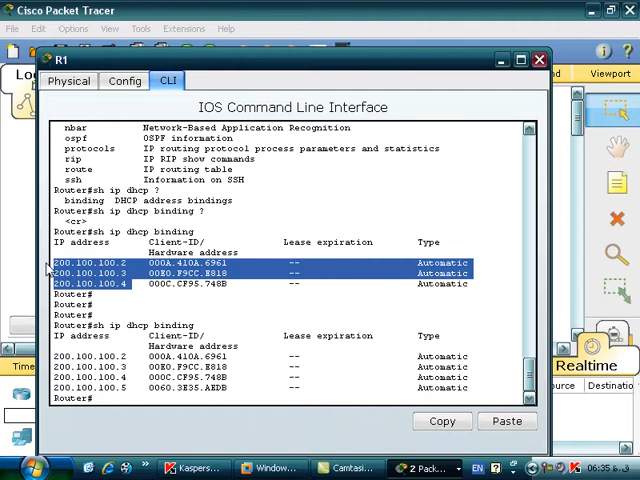 Cisco Packet Tracer
File Edit Options View Tools Extensions Help
R1
Viewport
Physical Config CLI
IOS Command Line Interface
nbar Network-Based Application Recognition
ospf OSPF information
protocols IP routing protocol process parameters and statistics
rip IP RIP show commands
route IP routing table
ssh Information on SSH
Router#sh ip dhcp ?
binding DHCP address bindings
Router#sh ip dhcp binding ?
<cr>
Router#sh ip dhcp binding
IP address Client-ID/ Lease expiration Type
Hardware address
200.100.100.2 000A.410A.6961 -- Automatic
200.100.100.3 00E0.F9CC.E818 -- Automatic
200.100.100.4 000C.CF95.748B -- Automatic
Router#
Router#
Router#
Router#sh ip dhcp binding
IP address Client-ID/ Lease expiration Type
Hardware address
200.100.100.2 000A.410A.6961 -- Automatic
200.100.100.3 00E0.F9CC.E818 -- Automatic
200.100.100.4 000C.CF95.748B -- Automatic
200.100.100.5 0060.3E35.AEDB -- Automatic
Router#
Realtime
Time
ource Destinatio
Copy Paste
Kaspers... Window... Camtasi... 2 Pack... EN 06:35